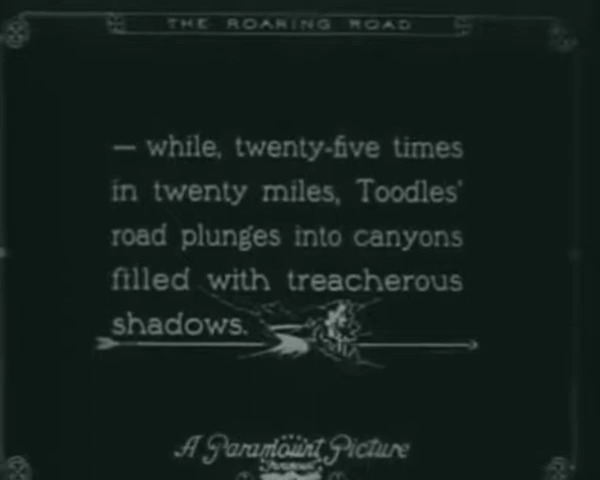 THE ROARING ROAD
— while, twenty-five times
in twenty miles, Toodles'
road plunges into canyons
filled with treacherous
shadows.
A Paramount Picture
Paramount